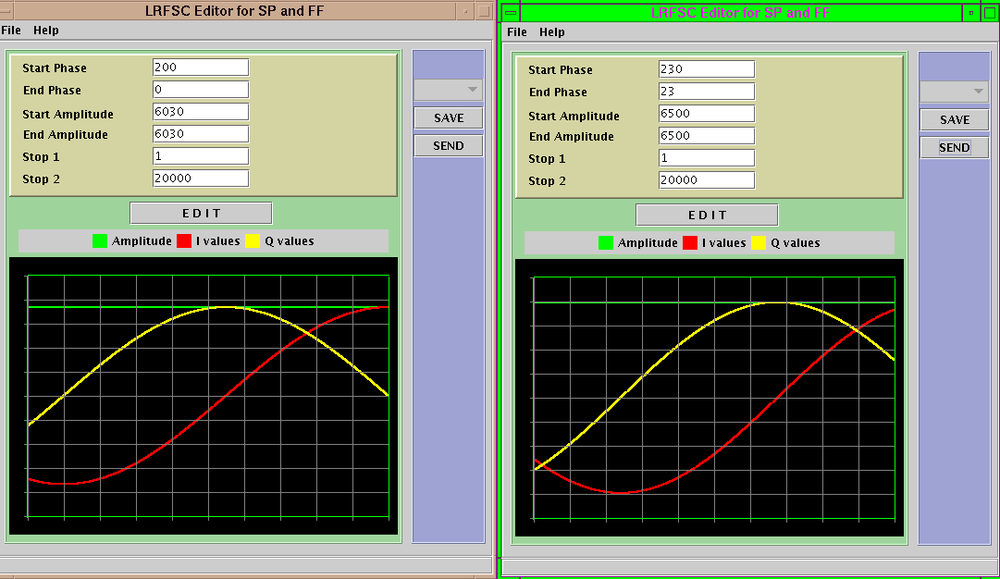 LRFSC Editor for SP and FF
File Help
Start Phase 200
End Phase 0
Start Amplitude 6030
End Amplitude 6030
Stop 1 1
Stop 2 20000
SAVE
SEND
E D I T
Amplitude I values Q values
LRFSC Editor for SP and FF
File Help
Start Phase 230
End Phase 23
Start Amplitude 6500
End Amplitude 6500
Stop 1 1
Stop 2 20000
SAVE
SEND
E D I T
Amplitude I values Q values